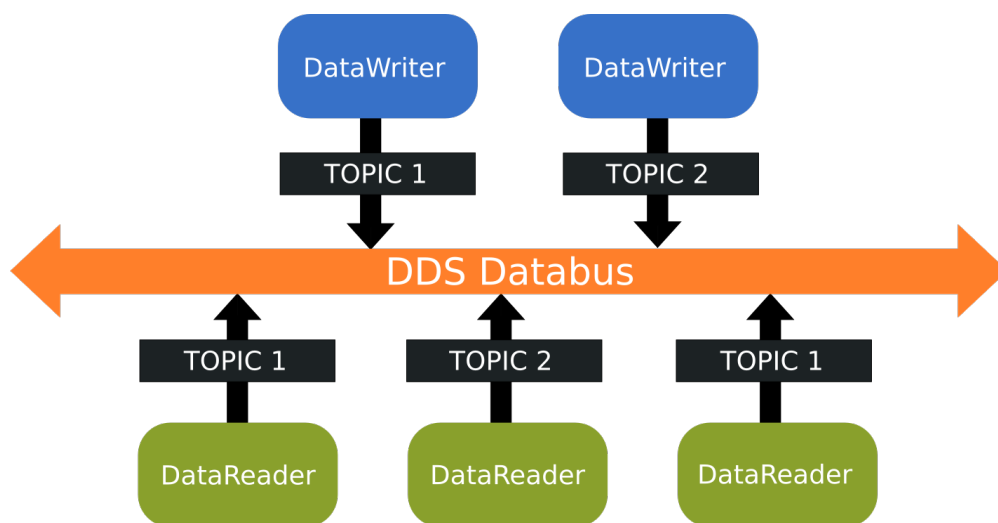 DataWriter
DataWriter
TOPIC 1
TOPIC 2
DDS Databus
TOPIC 1
TOPIC 2
TOPIC 1
DataReader
DataReader
DataReader